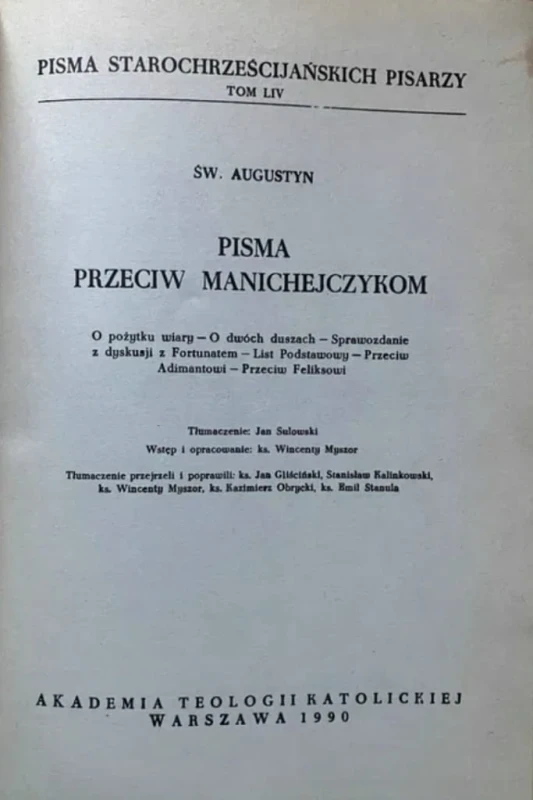 PISMA STAROCHRZEŚCIJAŃSKICH PISARZY
TOM LIV
ŚW. AUGUSTYN
PISMA
PRZECIW MANICHEJCZYKOM
O pożytku wiary — O dwóch duszach — Sprawozdanie
z dyskusji z Fortunatem — List Podstawowy — Przeciw
Adimantowi — Przeciw Feliksowi
Tłumaczenie: Jan Sulowski
Wstęp i opracowanie: ks. Wincenty Myszor
Tłumaczenie przejrzeli i poprawili: ks. Jan Gliściński, Stanisław Kalinkowski,
ks. Wincenty Myszor, ks. Kazimierz Obrycki, ks. Emil Stanula
AKADEMIA TEOLOGII KATOLICKIEJ
WARSZAWA 1990